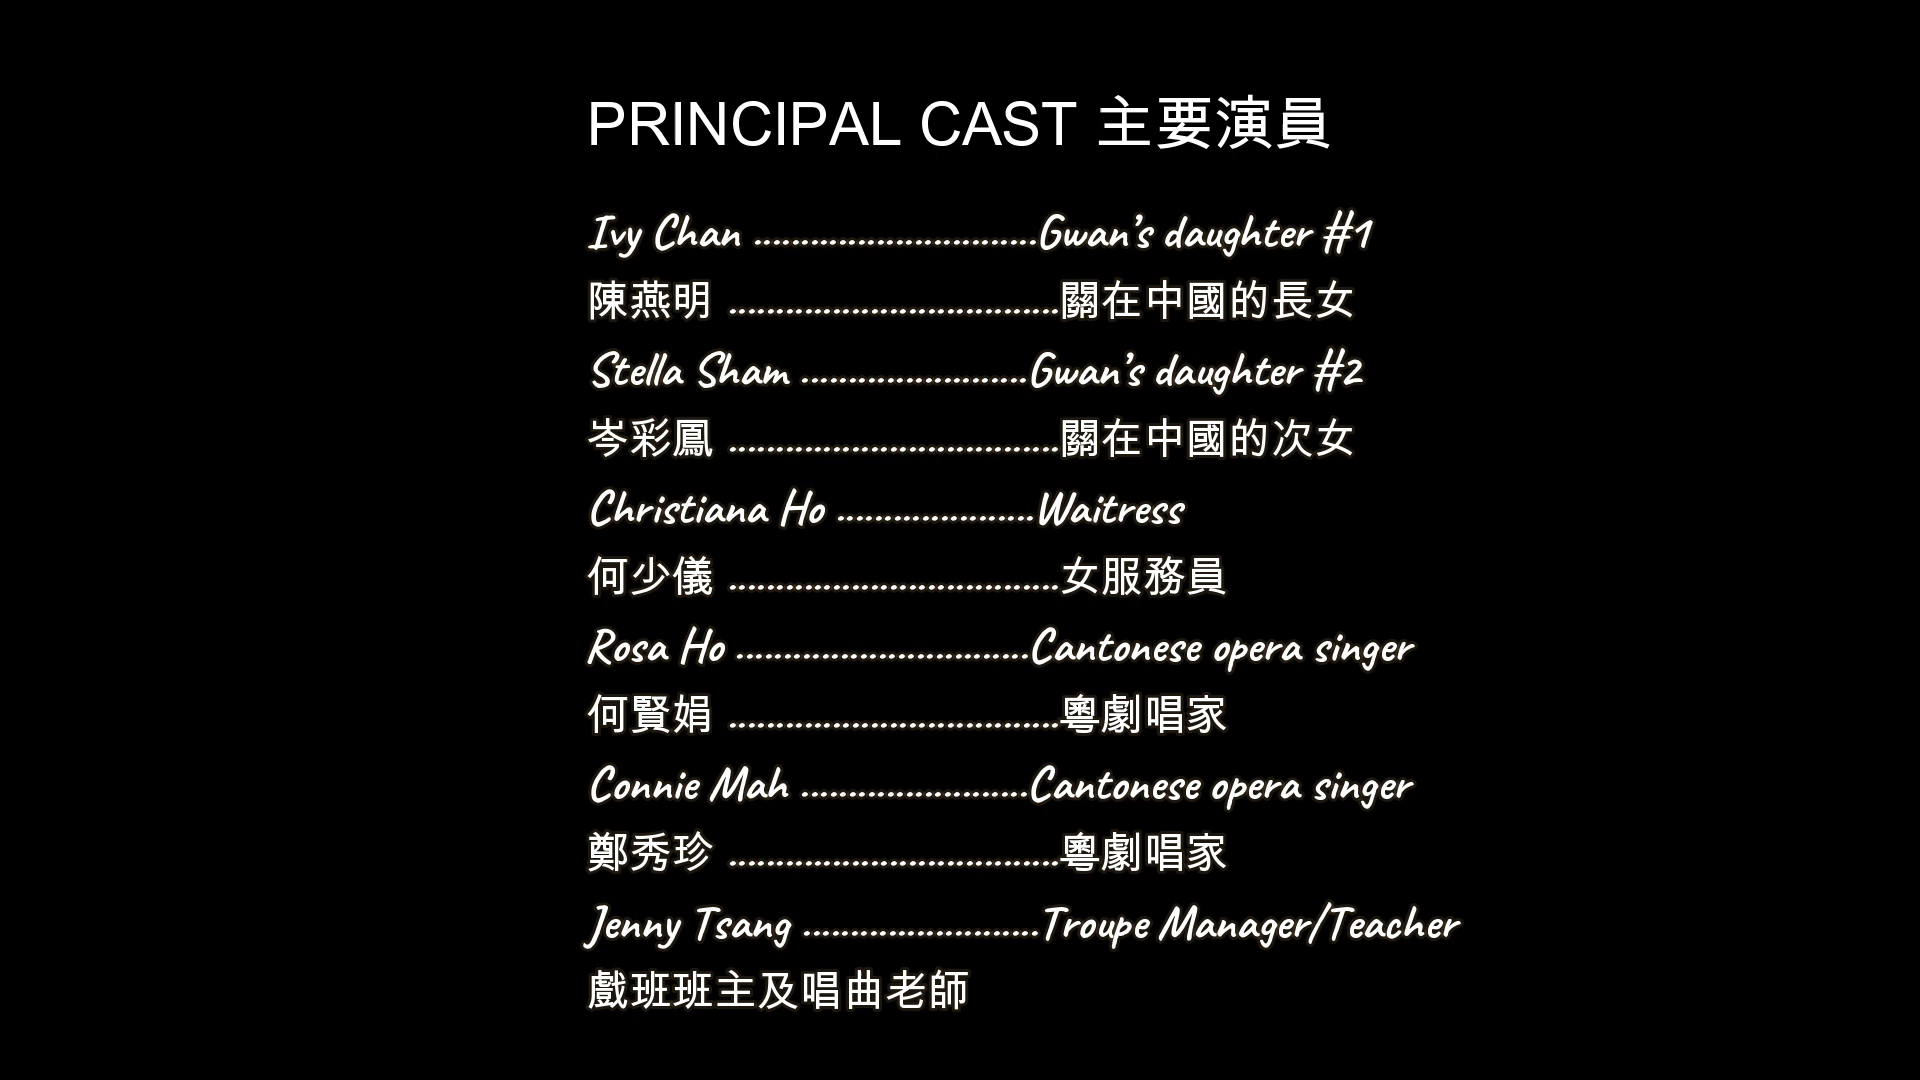 PRINCIPAL CAST 主要演員
Ivy Chan ..............................Gwan’s daughter #1
陳燕明 ...................................關在中國的長女
Stella Sham ........................Gwan’s daughter #2
岑彩鳳 ...................................關在中國的次女
Christiana Ho .....................Waitress
何少儀 ...................................女服務員
Rosa Ho ...............................Cantonese opera singer
何賢娟 ...................................粵劇唱家
Connie Mah ........................Cantonese opera singer
鄭秀珍 ...................................粵劇唱家
Jenny Tsang .........................Troupe Manager/Teacher
戲班班主及唱曲老師